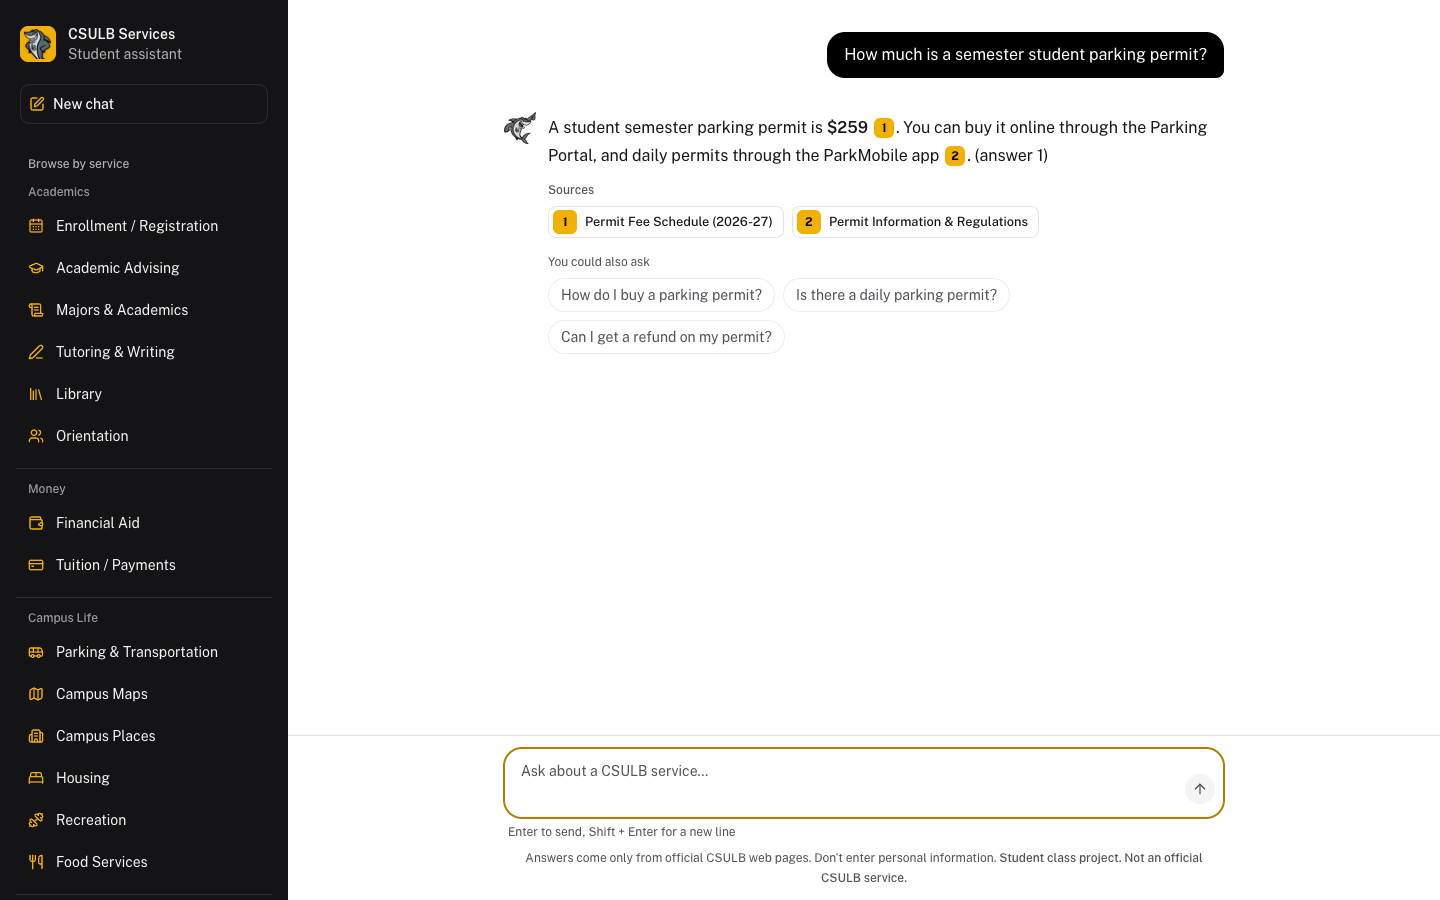 CSULB Services
Student assistant
New chat
Browse by service
Academics
Enrollment / Registration
Academic Advising
Majors & Academics
Tutoring & Writing
Library
Orientation
Money
Financial Aid
Tuition / Payments
Campus Life
Parking & Transportation
Campus Maps
Campus Places
Housing
Recreation
Food Services
How much is a semester student parking permit?
A student semester parking permit is $259 1. You can buy it online through the Parking
Portal, and daily permits through the ParkMobile app 2. (answer 1)
Sources
1 Permit Fee Schedule (2026-27) 2 Permit Information & Regulations
You could also ask
How do I buy a parking permit? Is there a daily parking permit?
Can I get a refund on my permit?
Ask about a CSULB service...
Enter to send, Shift + Enter for a new line
Answers come only from official CSULB web pages. Don't enter personal information. Student class project. Not an official
CSULB service.